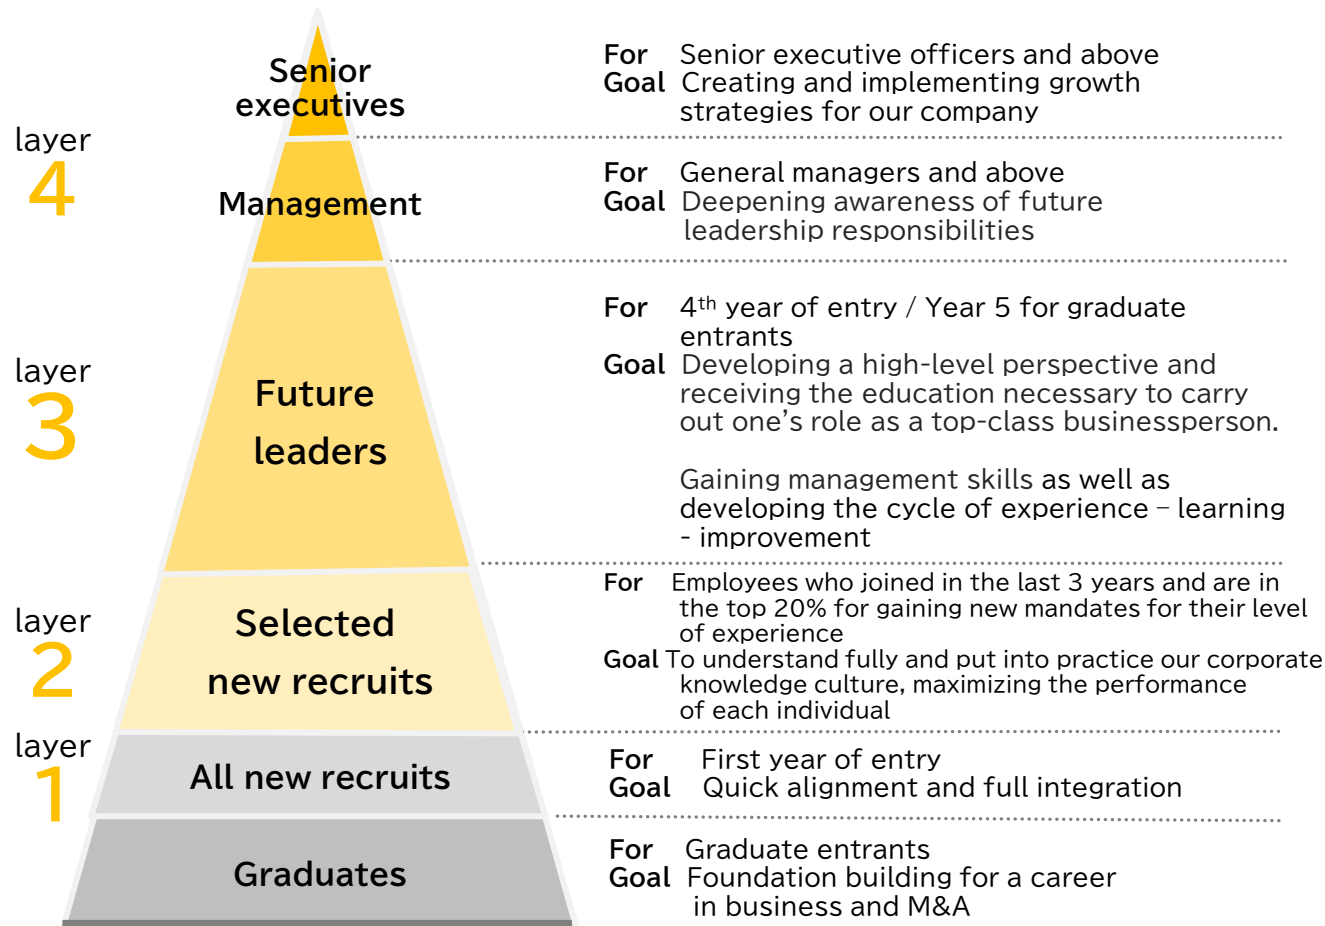 Senior
executives
For Senior executive officers and above
Goal Creating and implementing growth
strategies for our company
layer
4
Management
For General managers and above
Goal Deepening awareness of future
leadership responsibilities
layer
3
Future
leaders
For 4th year of entry / Year 5 for graduate
entrants
Goal Developing a high-level perspective and
receiving the education necessary to carry
out one's role as a top-class businessperson.
Gaining management skills as well as
developing the cycle of experience – learning
- improvement
layer
2
Selected
new recruits
For Employees who joined in the last 3 years and are in
the top 20% for gaining new mandates for their level
of experience
Goal To understand fully and put into practice our corporate
knowledge culture, maximizing the performance
of each individual
layer
1
All new recruits
For First year of entry
Goal Quick alignment and full integration
Graduates
For Graduate entrants
Goal Foundation building for a career
in business and M&A